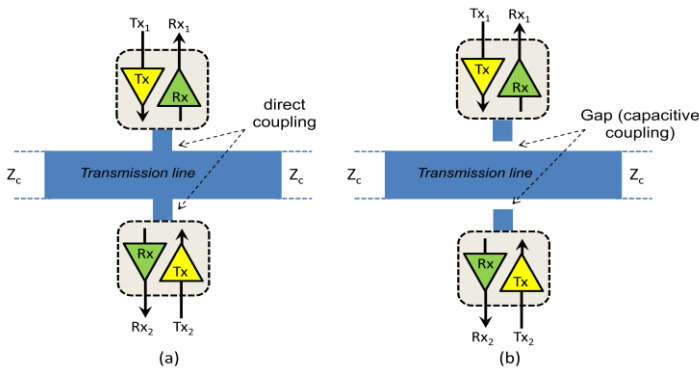 Tx1 Rx1
Tx Rx
direct
coupling
Zc Transmission line Zc
Rx Tx
Rx2 Tx2
(a)
Tx1 Rx1
Tx Rx
Gap (capacitive
coupling)
Zc Transmission line Zc
Rx Tx
Rx2 Tx2
(b)